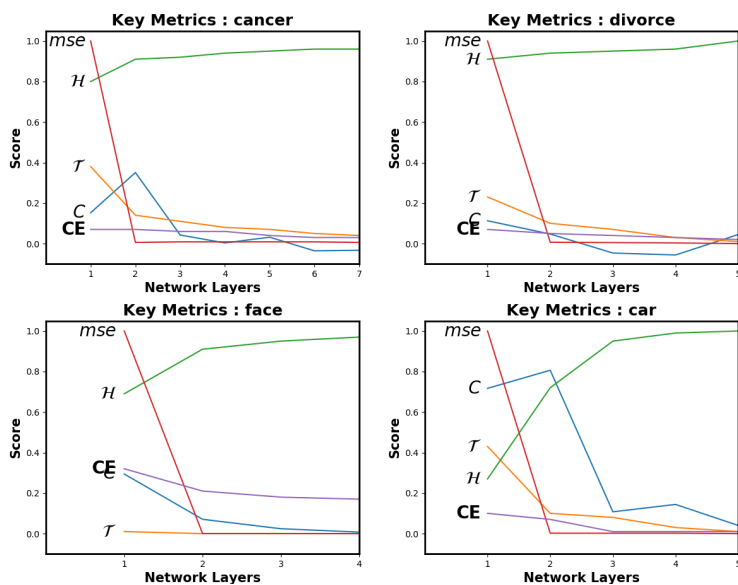 Key Metrics : cancer
mse
1.0
ℋ
0.8
0.6
Score
0.4
𝒯
0.2
C
CE
0.0
1 2 3 4 5 6 7
Network Layers
Key Metrics : divorce
mse
1.0
ℋ
0.8
0.6
Score
0.4
𝒯
0.2
C
CE
0.0
1 2 3 4 5
Network Layers
Key Metrics : face
mse
1.0
0.8
ℋ
0.6
Score
0.4
CE
C
0.2
𝒯
0.0
1 2 3 4
Network Layers
Key Metrics : car
mse
1.0
0.8
C
0.6
Score
𝒯
0.4
ℋ
0.2
CE
0.0
1 2 3 4 5
Network Layers